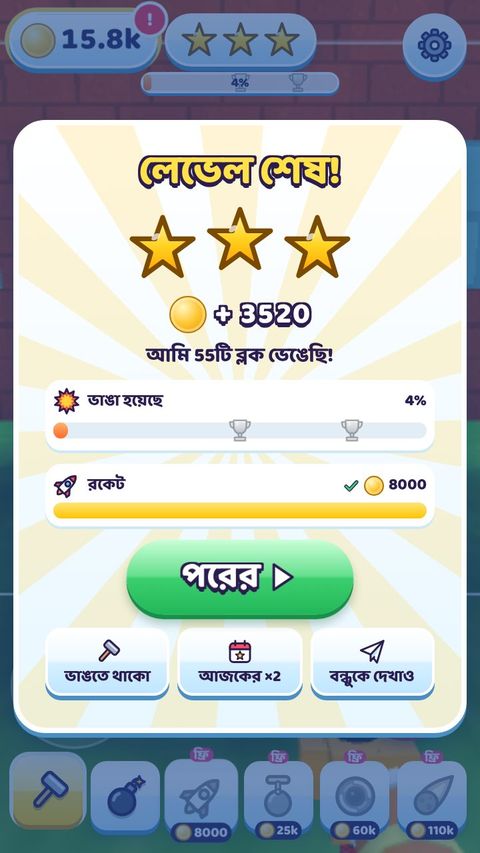 15.8k
!
4%
লেভেল শেষ!
+ 3520
আমি 55টি ব্লক ভেঙেছি!
ভাঙা হয়েছে 4%
রকেট 8000
পরের
ভাঙতে থাকো
আজকের ×2
বন্ধুকে দেখাও
ফ্রি ফ্রি ফ্রি ফ্রি
8000 25k 60k 110k